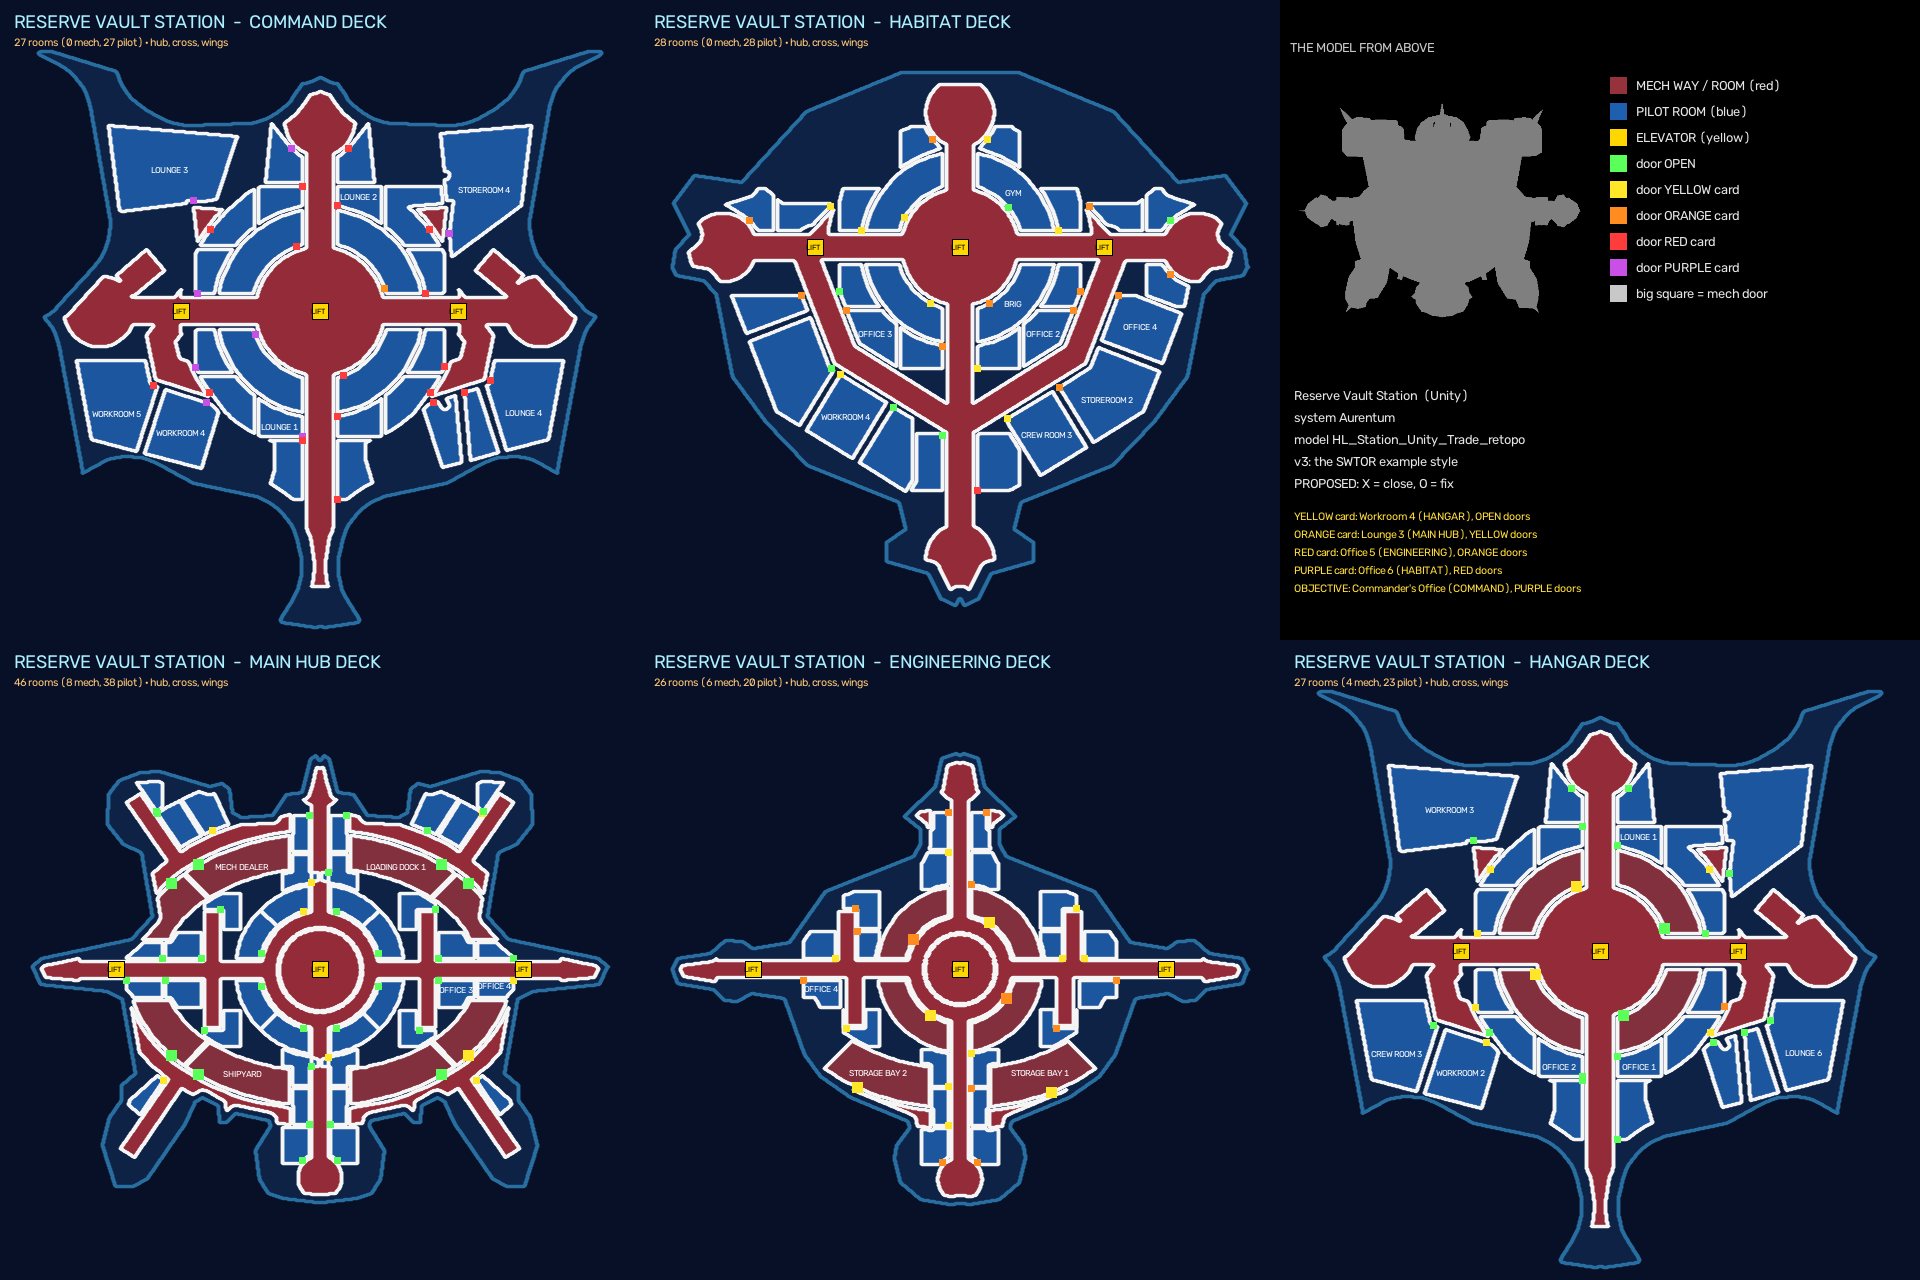 RESERVE VAULT STATION - COMMAND DECK
27 rooms (0 mech, 27 pilot) • hub, cross, wings
LOUNGE 3
LOUNGE 2
STOREROOM 4
LIFT
LIFT
LIFT
WORKROOM 5
WORKROOM 4
LOUNGE 1
LOUNGE 4
RESERVE VAULT STATION - HABITAT DECK
28 rooms (0 mech, 28 pilot) • hub, cross, wings
GYM
LIFT
LIFT
LIFT
BRIG
OFFICE 3
OFFICE 2
OFFICE 4
STOREROOM 2
WORKROOM 4
CREW ROOM 3
THE MODEL FROM ABOVE
MECH WAY / ROOM (red)
PILOT ROOM (blue)
ELEVATOR (yellow)
door OPEN
door YELLOW card
door ORANGE card
door RED card
door PURPLE card
big square = mech door
Reserve Vault Station (Unity)
system Aurentum
model HL_Station_Unity_Trade_retopo
v3: the SWTOR example style
PROPOSED: X = close, O = fix
YELLOW card: Workroom 4 (HANGAR), OPEN doors
ORANGE card: Lounge 3 (MAIN HUB), YELLOW doors
RED card: Office 5 (ENGINEERING), ORANGE doors
PURPLE card: Office 6 (HABITAT), RED doors
OBJECTIVE: Commander's Office (COMMAND), PURPLE doors
RESERVE VAULT STATION - MAIN HUB DECK
46 rooms (8 mech, 38 pilot) • hub, cross, wings
MECH DEALER
LOADING DOCK 1
LIFT
LIFT
LIFT
OFFICE 3
OFFICE 4
SHIPYARD
RESERVE VAULT STATION - ENGINEERING DECK
26 rooms (6 mech, 20 pilot) • hub, cross, wings
LIFT
LIFT
LIFT
OFFICE 4
STORAGE BAY 2
STORAGE BAY 1
RESERVE VAULT STATION - HANGAR DECK
27 rooms (4 mech, 23 pilot) • hub, cross, wings
WORKROOM 3
LOUNGE 1
LIFT
LIFT
LIFT
CREW ROOM 3
WORKROOM 2
OFFICE 2
OFFICE 1
LOUNGE 6